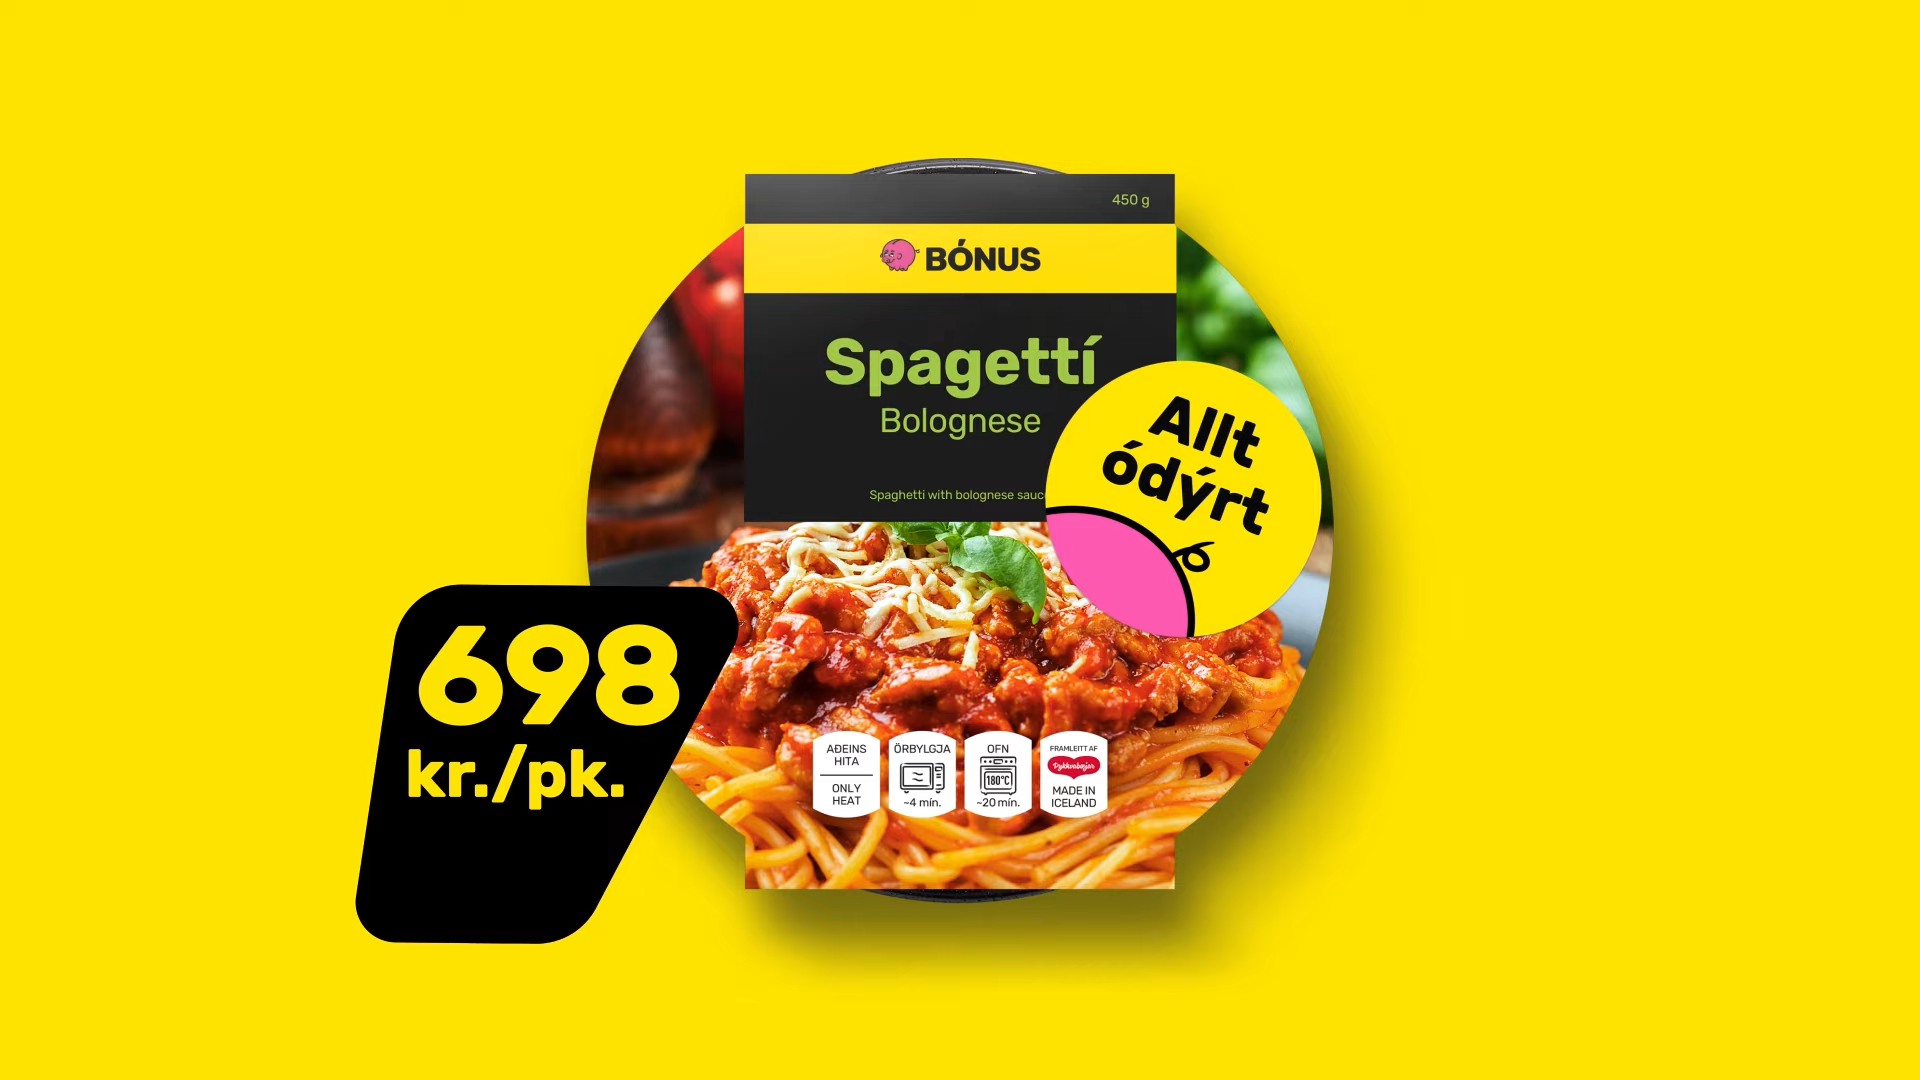 450 g
BÓNUS
Spagettí
Bolognese
Spaghetti with bolognese sauc
Allt
ódýrt
698
kr./pk.
AÐEINS
HITA
ONLY
HEAT
ÖRBYLGJA
~4 mín.
OFN
180°C
~20 mín.
FRAMLEITT AF
Þykkvabæjar
MADE IN
ICELAND